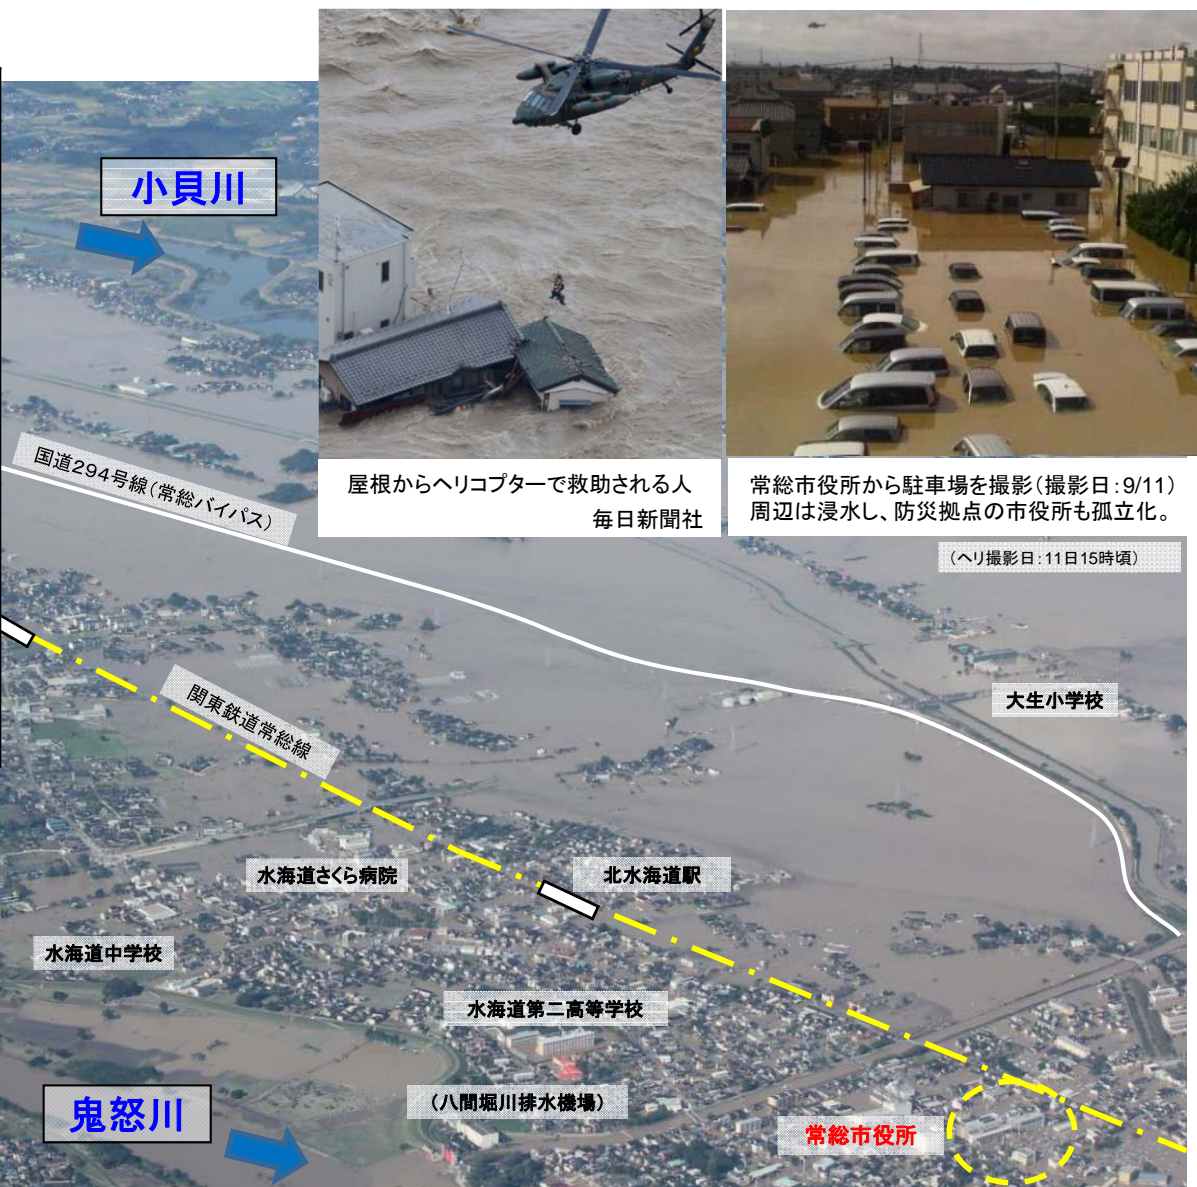 小貝川
屋根からヘリコプターで救助される人
毎日新聞社
常総市役所から駐車場を撮影(撮影日:9/11)
周辺は浸水し、防災拠点の市役所も孤立化。
(ヘリ撮影日:11日15時頃)
国道294号線(常総バイパス)
関東鉄道常総線
大生小学校
水海道さくら病院
北水海道駅
水海道中学校
水海道第二高等学校
(八間堀川排水機場)
鬼怒川
常総市役所